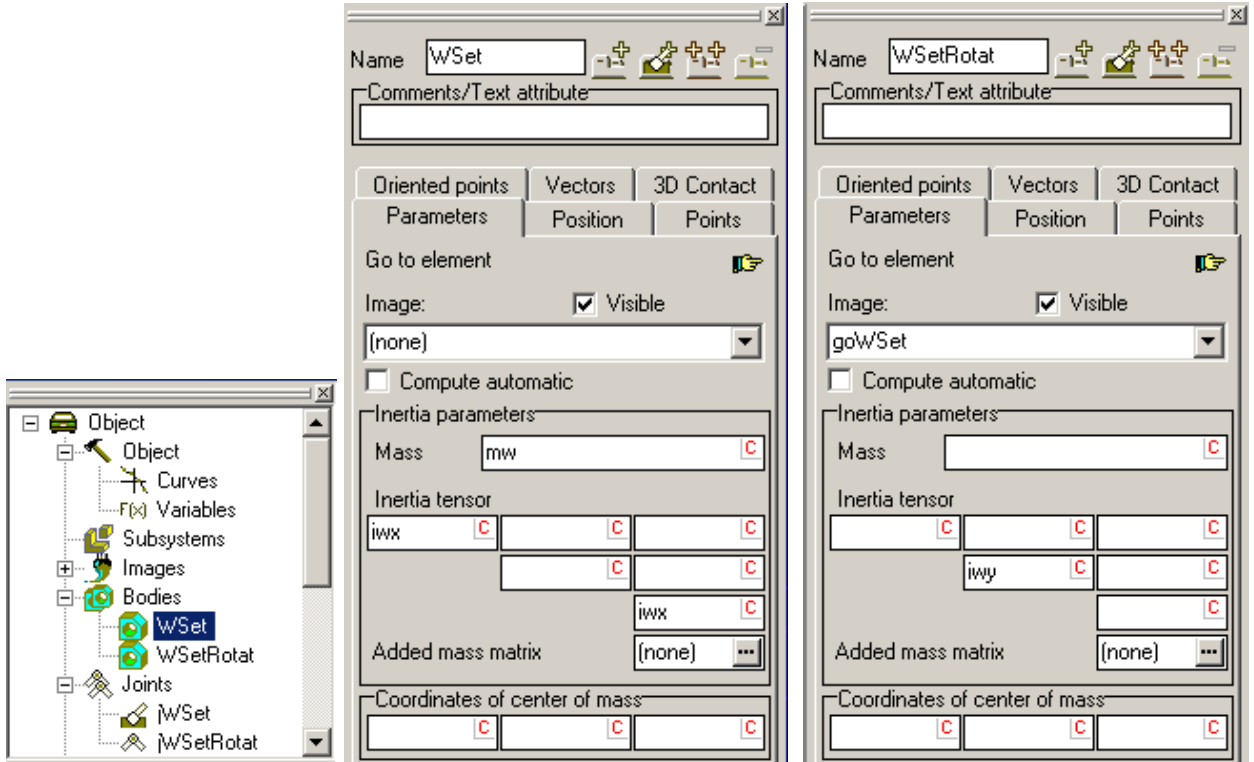 Object
Object
Curves
F(x) Variables
Subsystems
Images
Bodies
WSet
WSetRotat
Joints
jWSet
jWSetRotat
Name WSet
Comments/Text attribute
Oriented points Vectors 3D Contact
Parameters Position Points
Go to element
Image: Visible
(none)
Compute automatic
Inertia parameters
Mass mw C
Inertia tensor
iwx C C C
C C
iwx C
Added mass matrix (none) ...
Coordinates of center of mass
C C C
Name WSetRotat
Comments/Text attribute
Oriented points Vectors 3D Contact
Parameters Position Points
Go to element
Image: Visible
goWSet
Compute automatic
Inertia parameters
Mass C
Inertia tensor
C C C
iwy C C
C
Added mass matrix (none) ...
Coordinates of center of mass
C C C